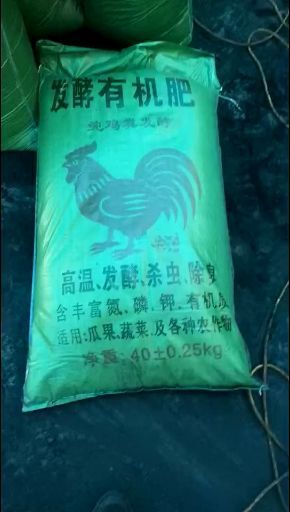 发酵有机肥
纯鸡粪发酵
高温、发酵、杀虫、除臭
含丰富氮、磷、钾、有机质
适用:瓜果、蔬菜、及各种农作物
净重:40±0.25kg